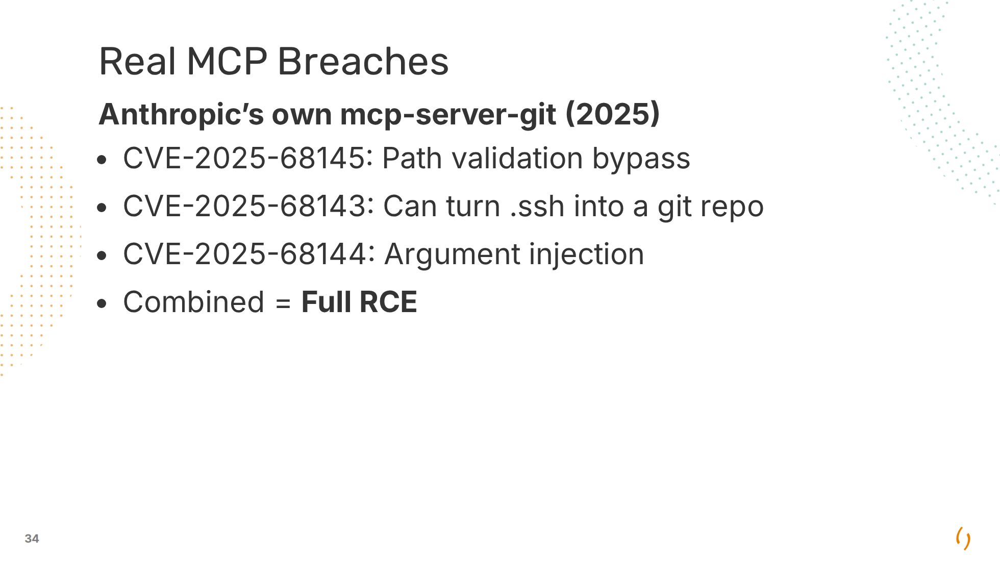 Real MCP Breaches
Anthropic’s own mcp-server-git (2025)
• CVE-2025-68145: Path validation bypass
• CVE-2025-68143: Can turn .ssh into a git repo
• CVE-2025-68144: Argument injection
• Combined = Full RCE
34